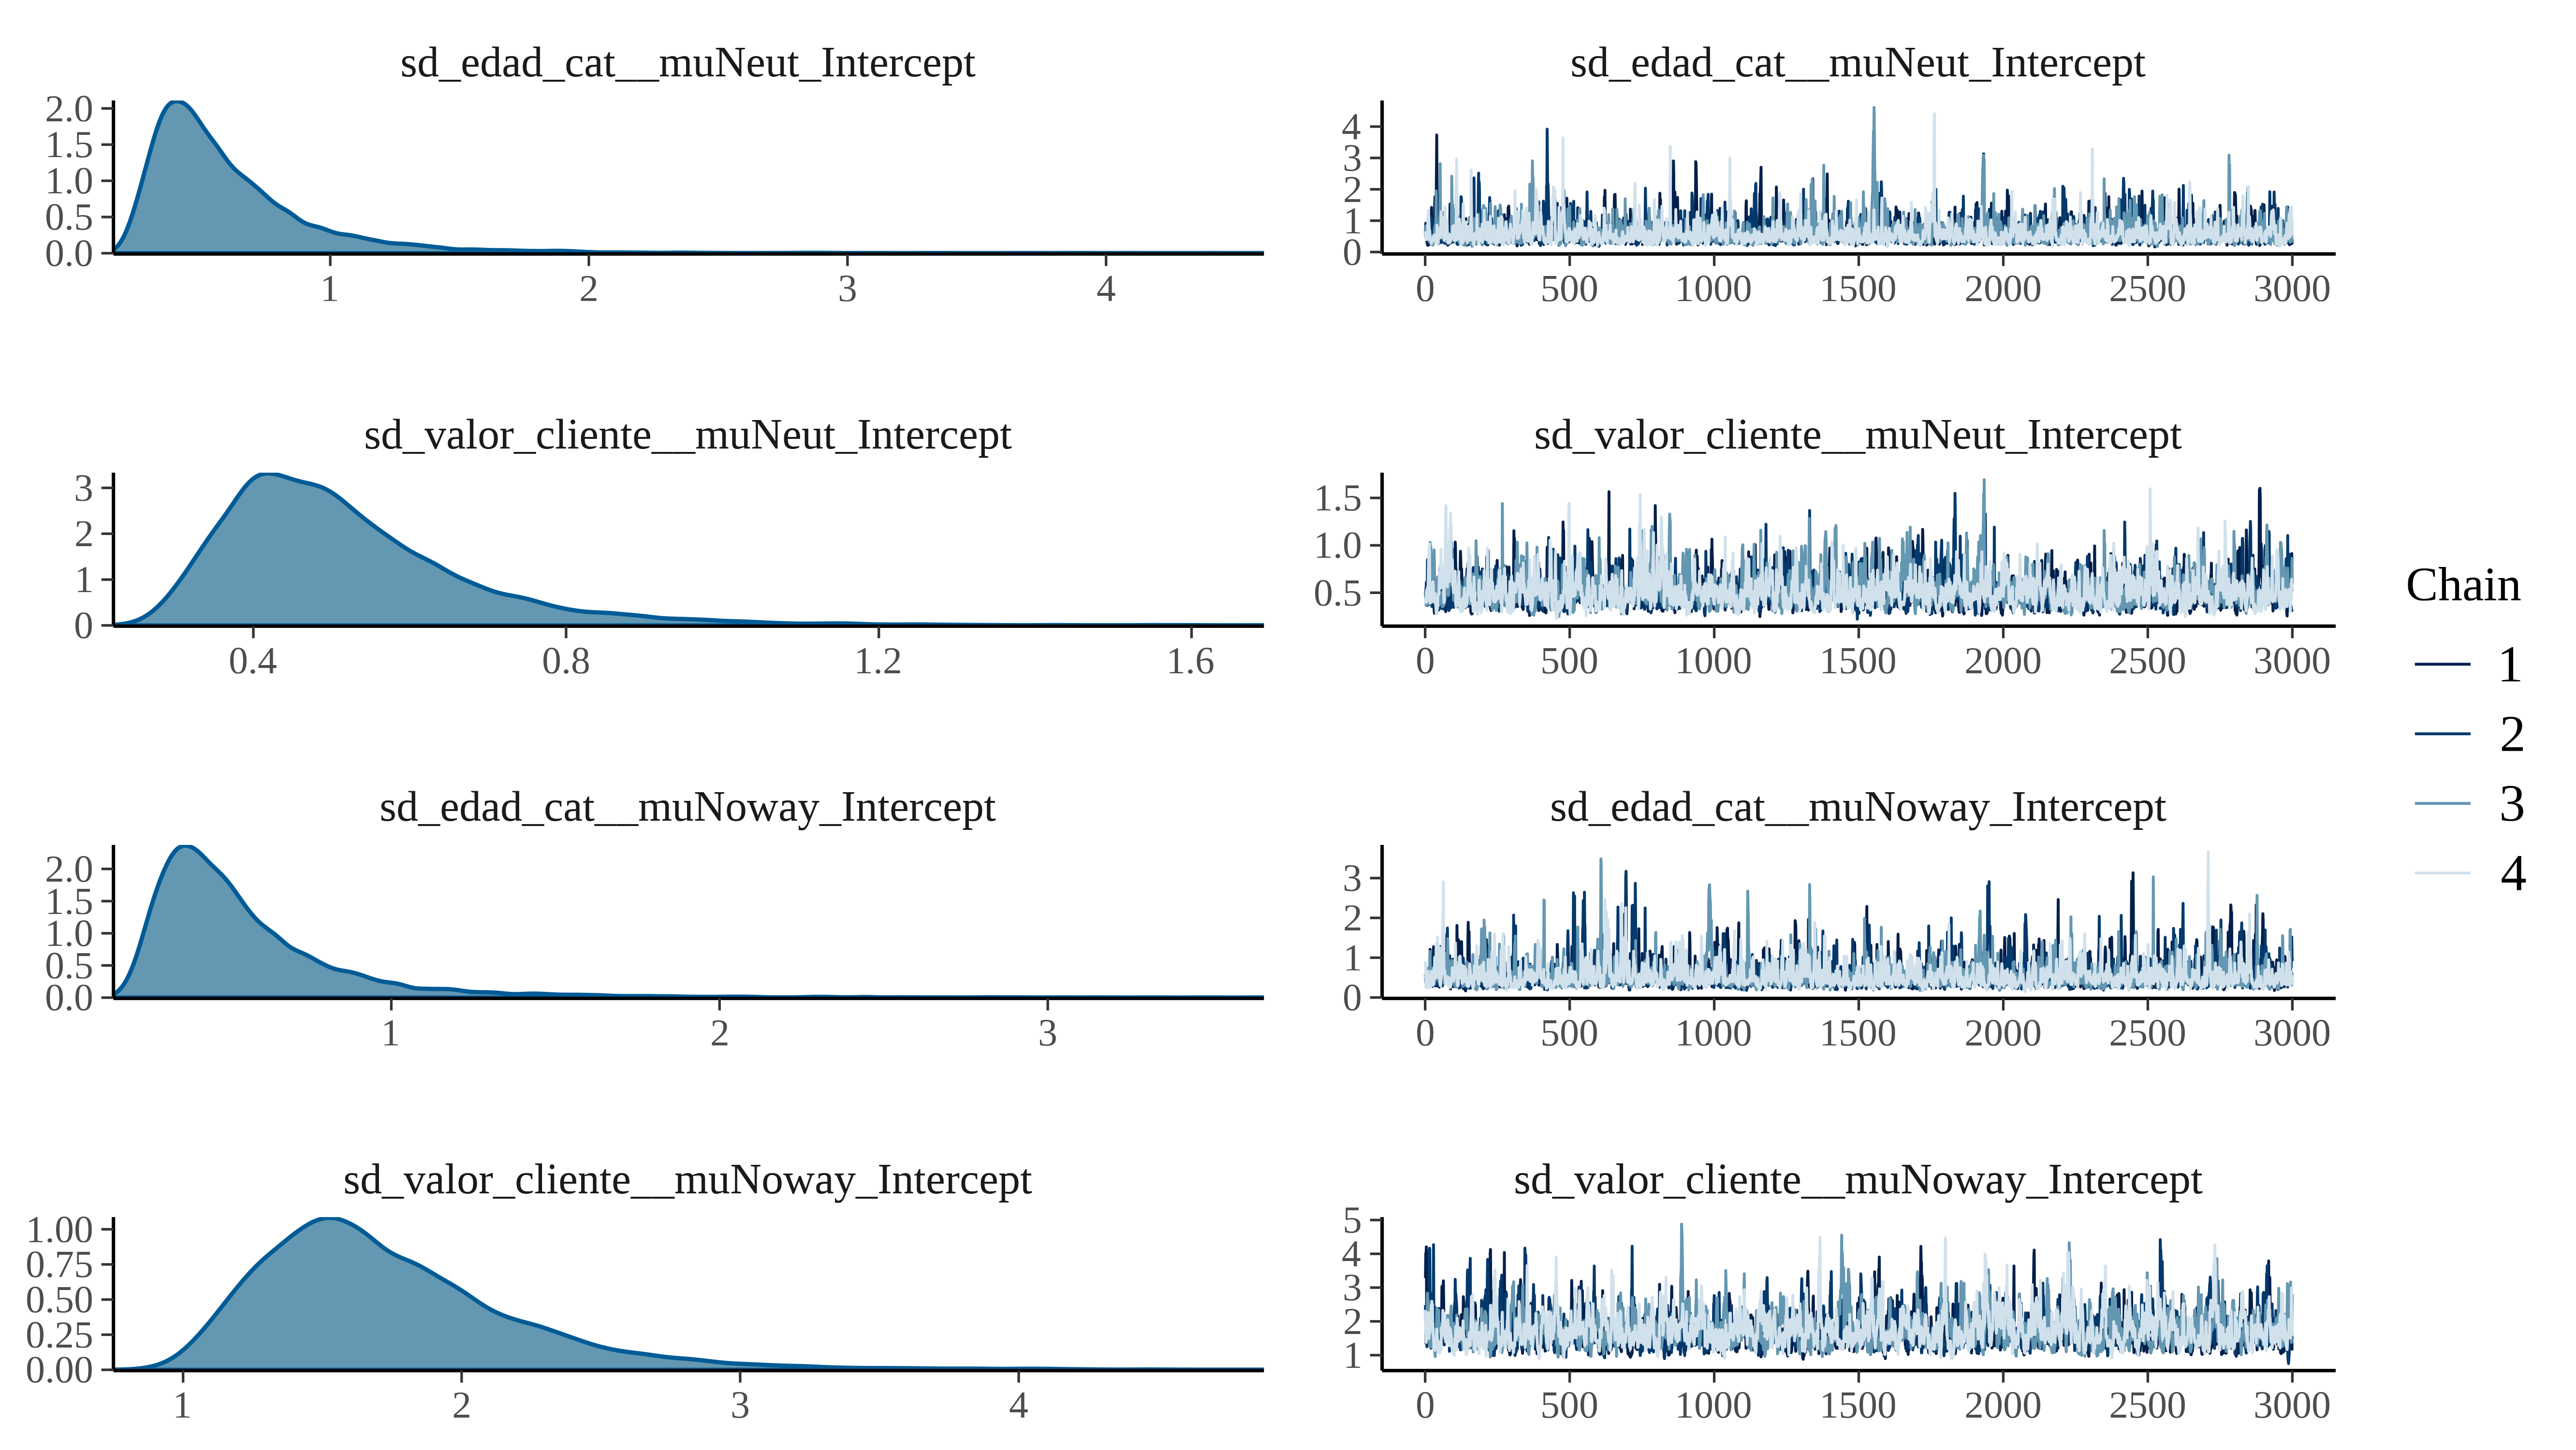 sd_edad_cat__muNeut_Intercept
2.0
1.5
1.0
0.5
0.0
1 2 3 4
sd_edad_cat__muNeut_Intercept
4
3
2
1
0
0 500 1000 1500 2000 2500 3000
sd_valor_cliente__muNeut_Intercept
3
2
1
0
0.4 0.8 1.2 1.6
sd_valor_cliente__muNeut_Intercept
1.5
1.0
0.5
0 500 1000 1500 2000 2500 3000
sd_edad_cat__muNoway_Intercept
2.0
1.5
1.0
0.5
0.0
1 2 3
sd_edad_cat__muNoway_Intercept
3
2
1
0
0 500 1000 1500 2000 2500 3000
sd_valor_cliente__muNoway_Intercept
1.00
0.75
0.50
0.25
0.00
1 2 3 4
sd_valor_cliente__muNoway_Intercept
5
4
3
2
1
0 500 1000 1500 2000 2500 3000
Chain
1
2
3
4